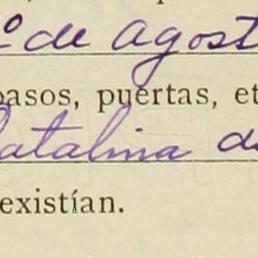 º de Agost
pasos, puertas, et
Catalina de
existían.